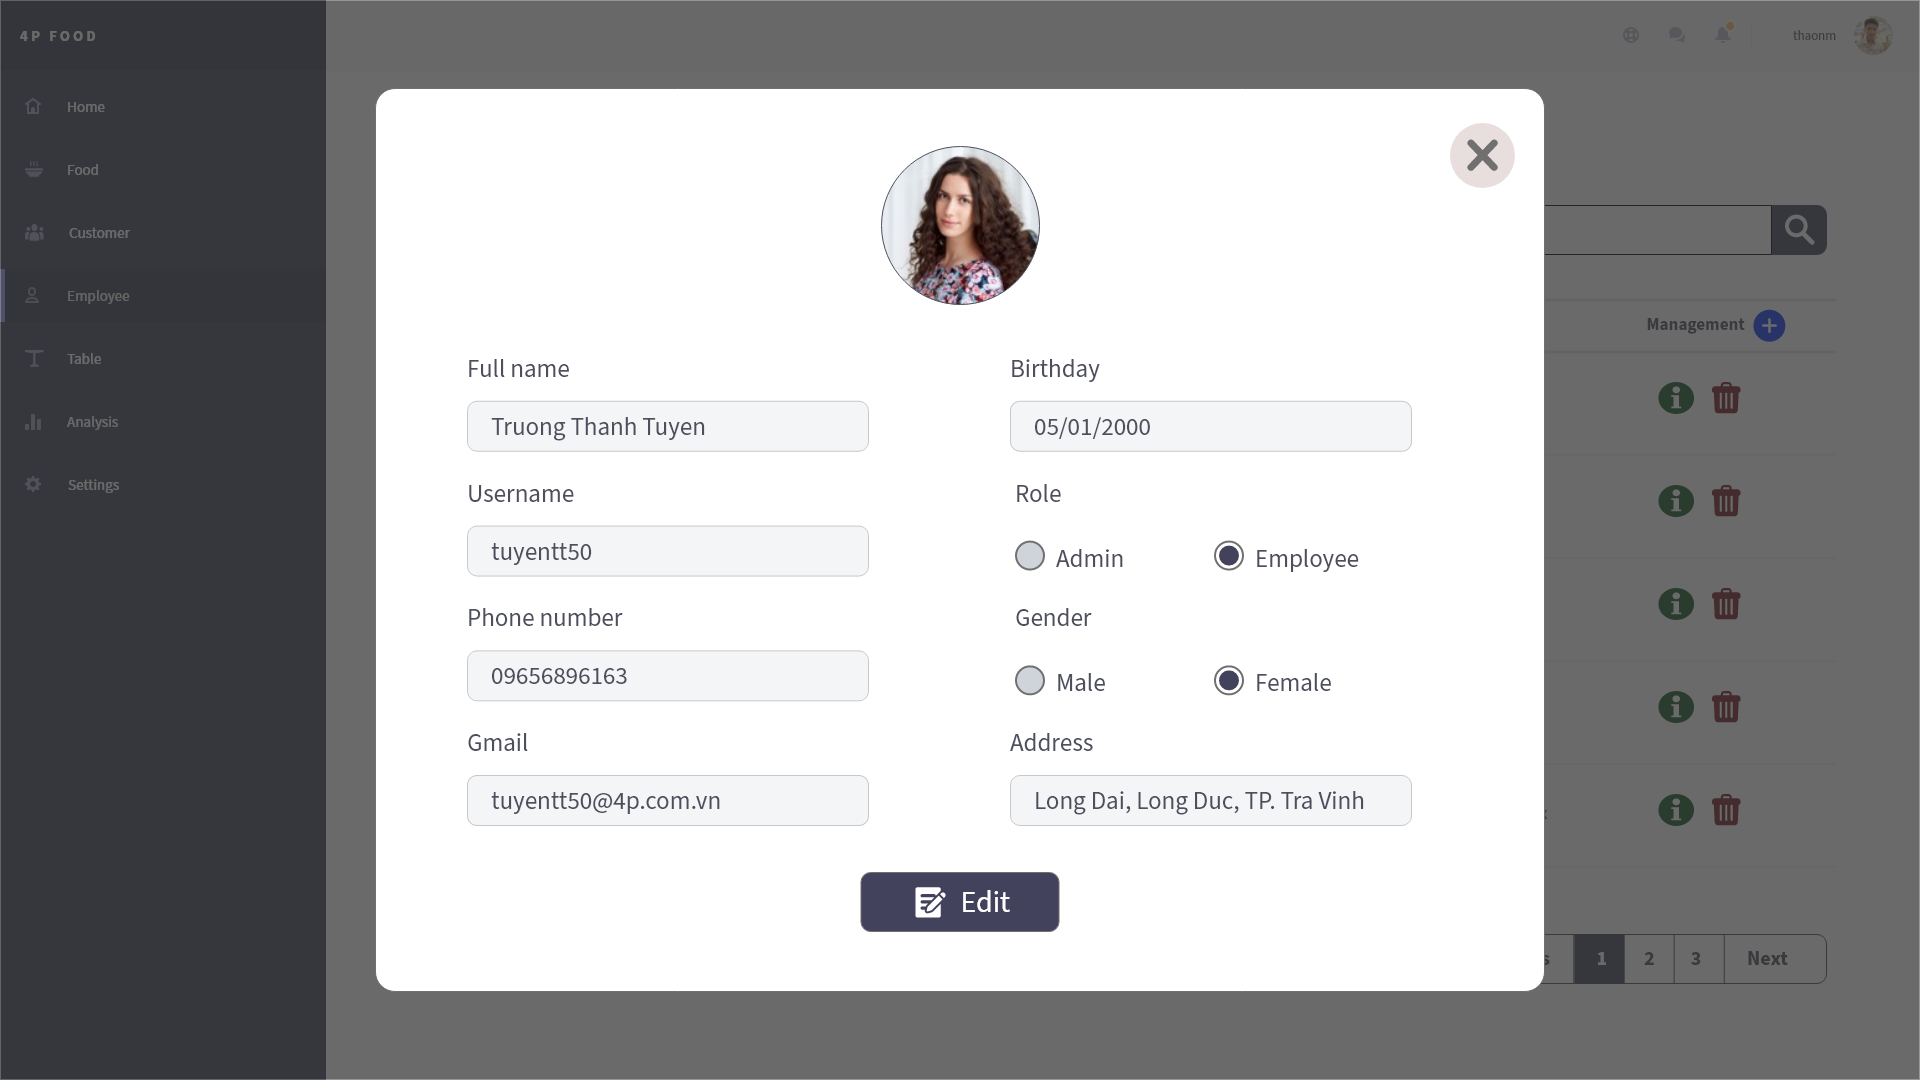 4P FOOD
thaonm
Home
Food
Customer
Employee
Table
Analysis
Settings
Management
Full name
Birthday
Truong Thanh Tuyen
05/01/2000
Username
Role
tuyentt50
Admin
Employee
Phone number
Gender
09656896163
Male
Female
Gmail
Address
tuyentt50@4p.com.vn
Long Dai, Long Duc, TP. Tra Vinh
Edit
1 2 3 Next